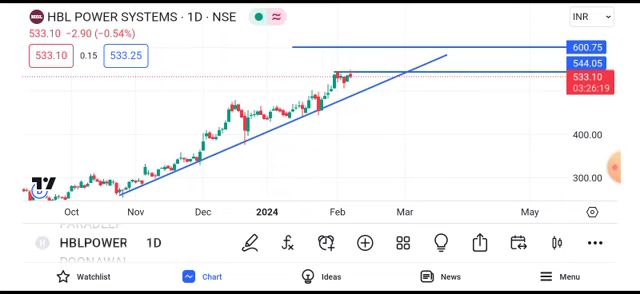 HBL HBL POWER SYSTEMS · 1D · NSE
INR
533.10 −2.90 (−0.54%)
533.10 0.15 533.25
600.75
544.05
533.10
03:26:19
400.00
300.00
Oct Nov Dec 2024 Feb Mar May
H HBLPOWER 1D
Watchlist Chart Ideas News Menu